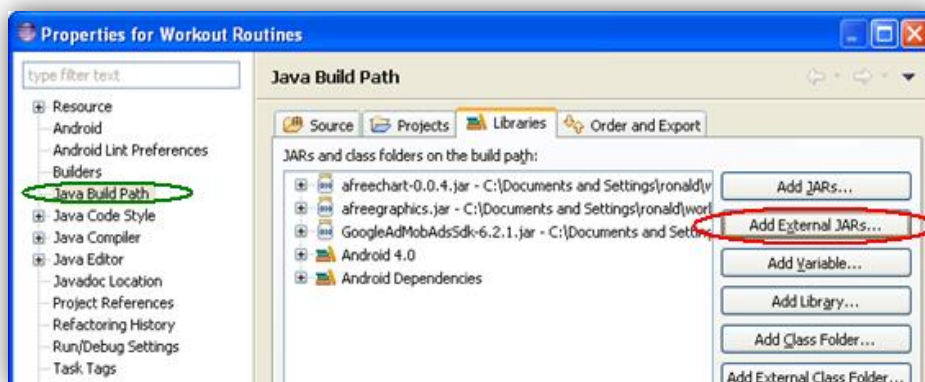 Properties for Workout Routines
type filter text
Resource
Android
Android Lint Preferences
Builders
Java Build Path
Java Code Style
Java Compiler
Java Editor
Javadoc Location
Project References
Refactoring History
Run/Debug Settings
Task Tags
Java Build Path
Source Projects Libraries Order and Export
JARs and class folders on the build path:
afreechart-0.0.4.jar - C:\Documents and Settings\ronald\w
afreegraphics.jar - C:\Documents and Settings\ronald\worl
GoogleAdMobAdsSdk-6.2.1.jar - C:\Documents and Setting
Android 4.0
Android Dependencies
Add JARs...
Add External JARs...
Add Variable...
Add Library...
Add Class Folder...
Add External Class Folder...